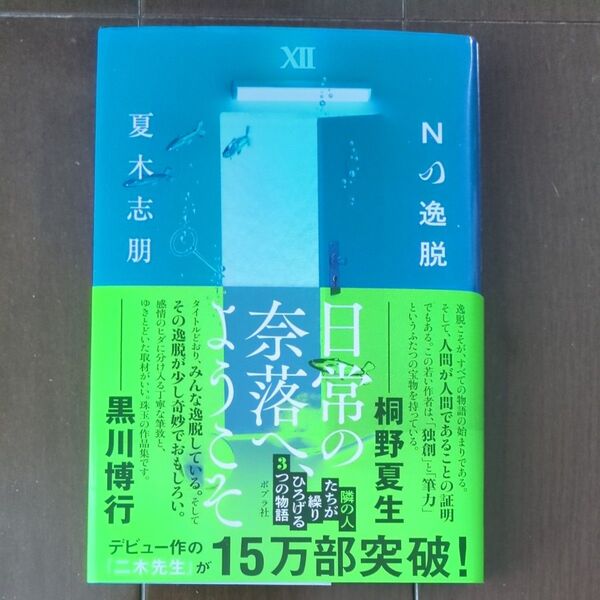 XII
Nの逸脱
夏木志朋
逸脱こそが、すべての物語の始まりである。
そして、人間が人間であることの証明
でもある。この若い作者は、「独創」と「筆力」
というふたつの宝物を持っている。
――桐野夏生
日常の
奈落へ、
ようこそ
隣の人
たちが
繰り
ひろげる
3つの物語
ポプラ社
タイトルどおり、みんな逸脱している。そして
その逸脱が少し奇妙でおもしろい。
感情のヒダに分け入る丁寧な筆致と、
ゆきとどいた取材がいい。珠玉の作品集です。
――黒川博行
デビュー作の
『二木先生』が
15万部突破!